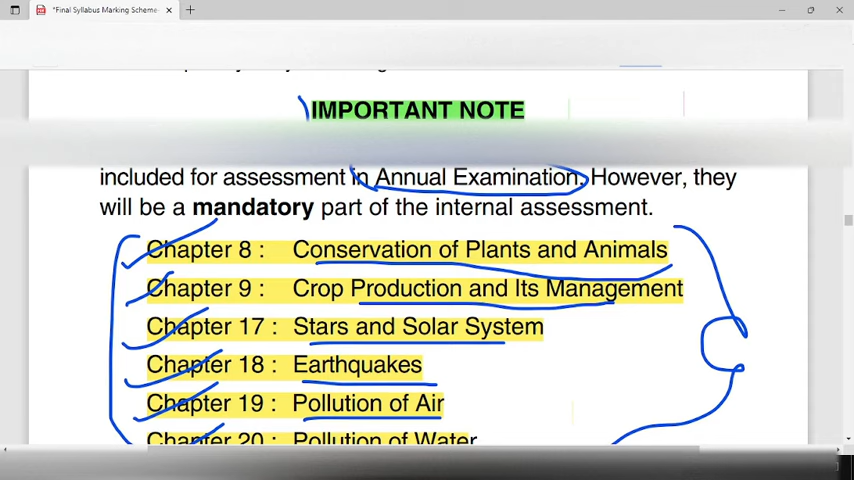 *Final Syllabus Marking Scheme
IMPORTANT NOTE
included for assessment in Annual Examination. However, they
will be a mandatory part of the internal assessment.
Chapter 8 : Conservation of Plants and Animals
Chapter 9 : Crop Production and Its Management
Chapter 17 : Stars and Solar System
Chapter 18 : Earthquakes
Chapter 19 : Pollution of Air
Chapter 20 : Pollution of Water